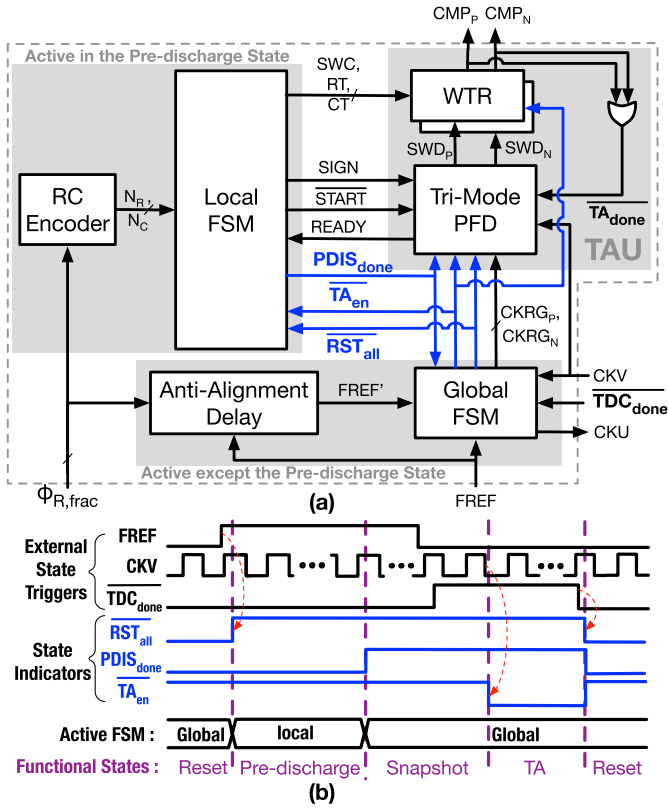 CMP_P CMP_N
Active in the Pre-discharge State
SWC,
RT,
CT
WTR
SWD_P SWD_N
RC
Encoder
N_R,
N_C
Local
FSM
SIGN
START
READY
Tri-Mode
PFD
TA_done
TAU
PDIS_done
TA_en
RST_all
CKRG_P,
CKRG_N
Anti-Alignment
Delay
FREF'
Global
FSM
CKV
TDC_done
CKU
Active except the Pre-discharge State
Φ_R,frac
(a)
FREF
External
State
Triggers
FREF
CKV
TDC_done
State
Indicators
RST_all
PDIS_done
TA_en
Active FSM : Global local Global
Functional States : Reset Pre-discharge Snapshot TA Reset
(b)